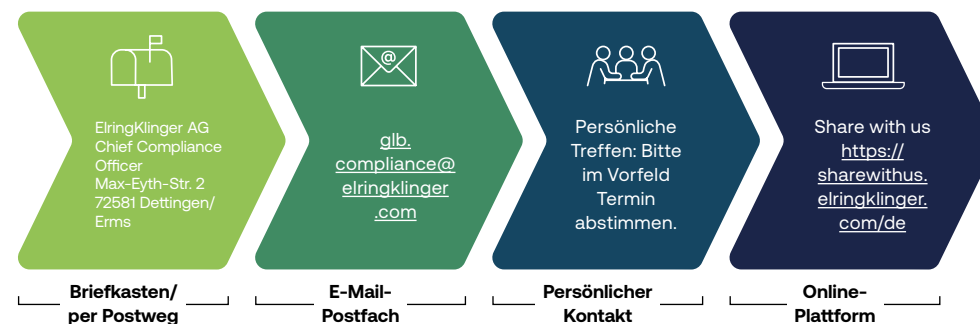 @
ElringKlinger AG
Chief Compliance
Officer
Max-Eyth-Str. 2
72581 Dettingen/
Erms
glb.
compliance@
elringklinger
.com
Persönliche
Treffen: Bitte
im Vorfeld
Termin
abstimmen.
Share with us
https://
sharewithus.
elringklinger.
com/de
Briefkasten/
per Postweg
E-Mail-
Postfach
Persönlicher
Kontakt
Online-
Plattform